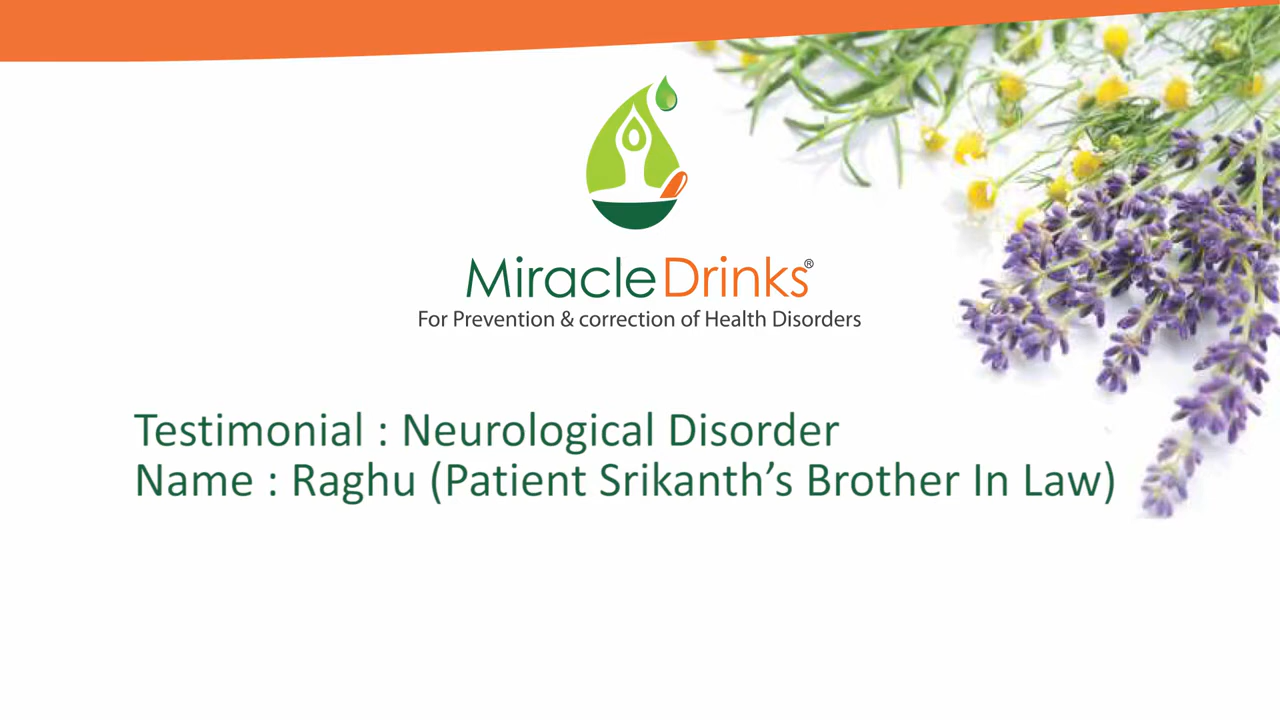 MiracleDrinks®
For Prevention & correction of Health Disorders
Testimonial : Neurological Disorder
Name : Raghu (Patient Srikanth’s Brother In Law)